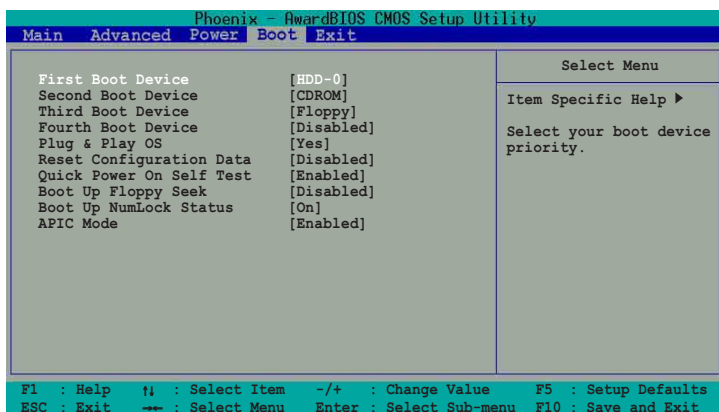 Phoenix - AwardBIOS CMOS Setup Utility
Main Advanced Power Boot Exit
First Boot Device [HDD-0]
Second Boot Device [CDROM]
Third Boot Device [Floppy]
Fourth Boot Device [Disabled]
Plug & Play OS [Yes]
Reset Configuration Data [Disabled]
Quick Power On Self Test [Enabled]
Boot Up Floppy Seek [Disabled]
Boot Up NumLock Status [On]
APIC Mode [Enabled]
Select Menu
Item Specific Help ▶
Select your boot device
priority.
F1 : Help ↑↓ : Select Item -/+ : Change Value F5 : Setup Defaults
ESC : Exit →← : Select Menu Enter : Select Sub-menu F10 : Save and Exit